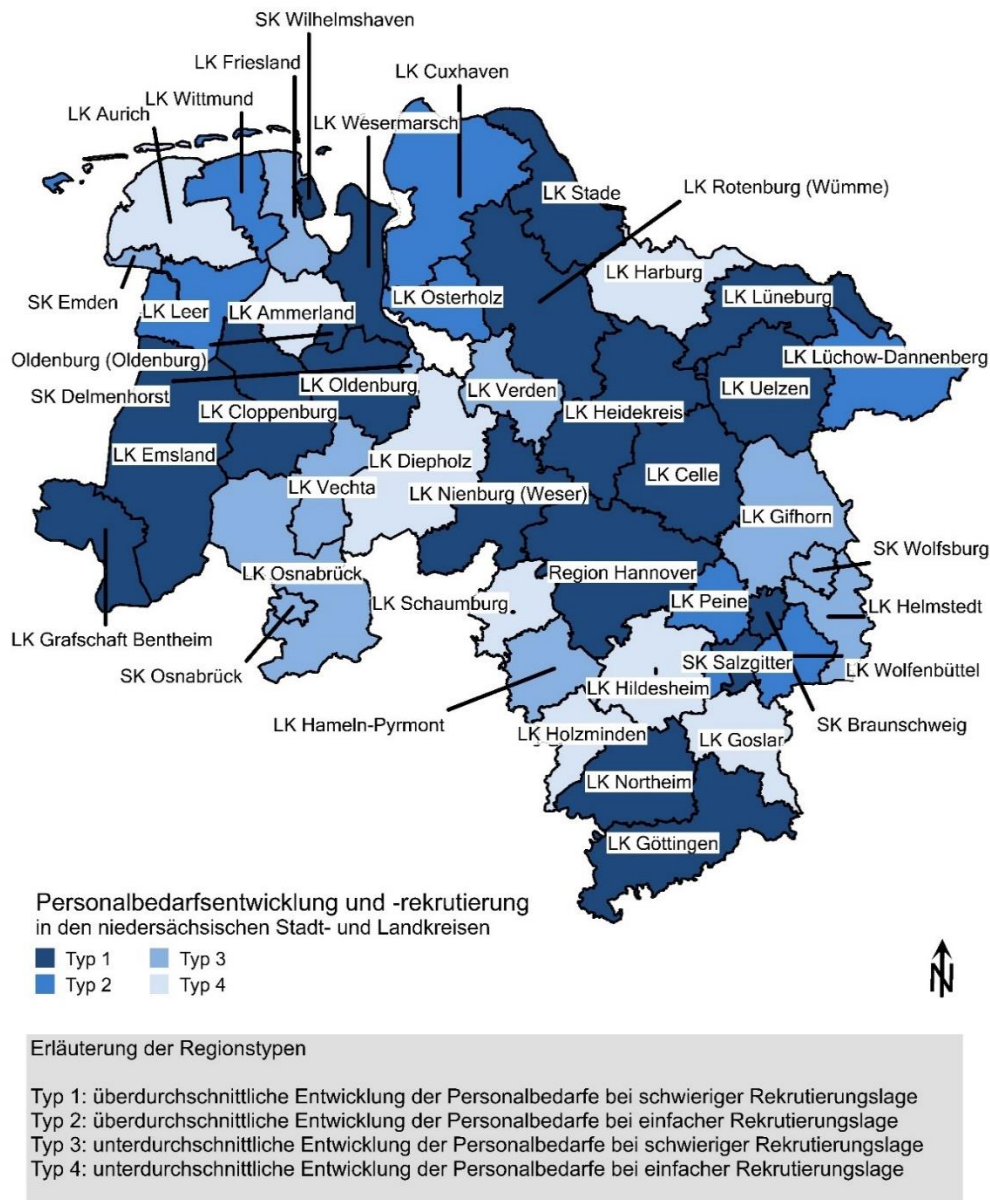 SK Wilhelmshaven
LK Friesland
LK Cuxhaven
LK Wittmund
LK Aurich
LK Wesermarsch
LK Stade
LK Rotenburg (Wümme)
LK Harburg
SK Emden
LK Leer
LK Osterholz
LK Lüneburg
LK Ammerland
Oldenburg (Oldenburg)
LK Lüchow-Dannenberg
SK Delmenhorst
LK Oldenburg
LK Verden
LK Uelzen
LK Cloppenburg
LK Heidekreis
LK Emsland
LK Diepholz
LK Celle
LK Vechta
LK Nienburg (Weser)
LK Gifhorn
SK Wolfsburg
LK Osnabrück
Region Hannover
LK Schaumburg
LK Peine
LK Helmstedt
LK Grafschaft Bentheim
SK Osnabrück
SK Salzgitter
LK Wolfenbüttel
LK Hildesheim
LK Hameln-Pyrmont
SK Braunschweig
LK Holzminden
LK Goslar
LK Northeim
LK Göttingen
Personalbedarfsentwicklung und -rekrutierung
in den niedersächsischen Stadt- und Landkreisen
Typ 1 Typ 3
Typ 2 Typ 4
N
Erläuterung der Regionstypen
Typ 1: überdurchschnittliche Entwicklung der Personalbedarfe bei schwieriger Rekrutierungslage
Typ 2: überdurchschnittliche Entwicklung der Personalbedarfe bei einfacher Rekrutierungslage
Typ 3: unterdurchschnittliche Entwicklung der Personalbedarfe bei schwieriger Rekrutierungslage
Typ 4: unterdurchschnittliche Entwicklung der Personalbedarfe bei einfacher Rekrutierungslage